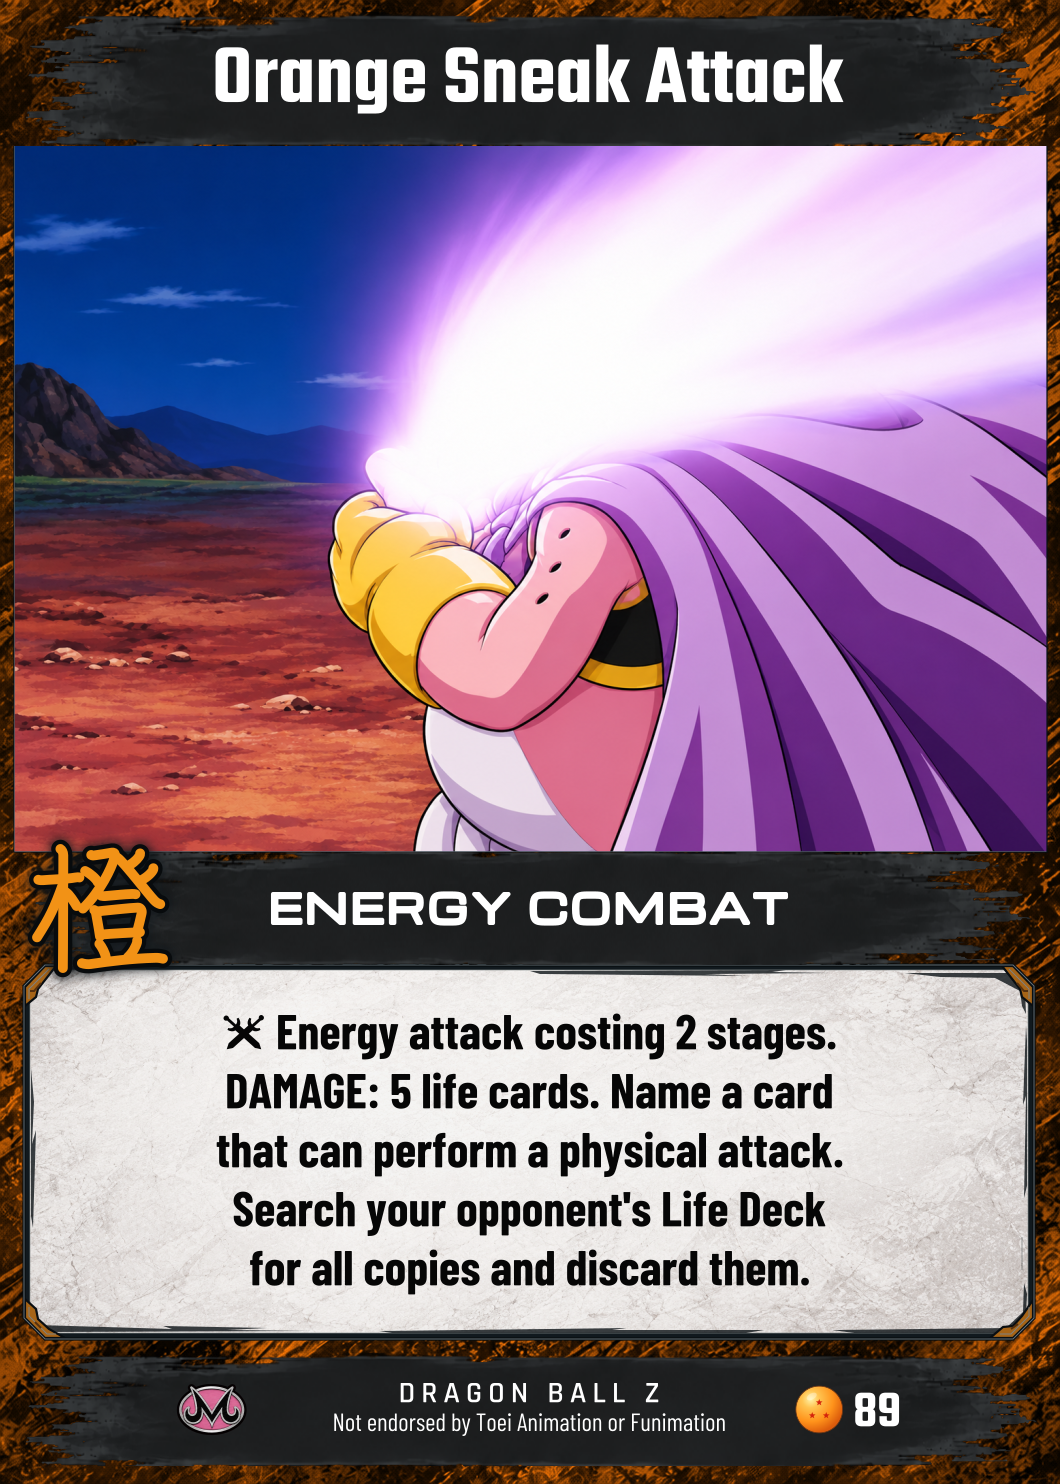 Orange Sneak Attack
橙
ENERGY COMBAT
Energy attack costing 2 stages.
DAMAGE: 5 life cards. Name a card
that can perform a physical attack.
Search your opponent's Life Deck
for all copies and discard them.
M
DRAGON BALL Z
Not endorsed by Toei Animation or Funimation
89